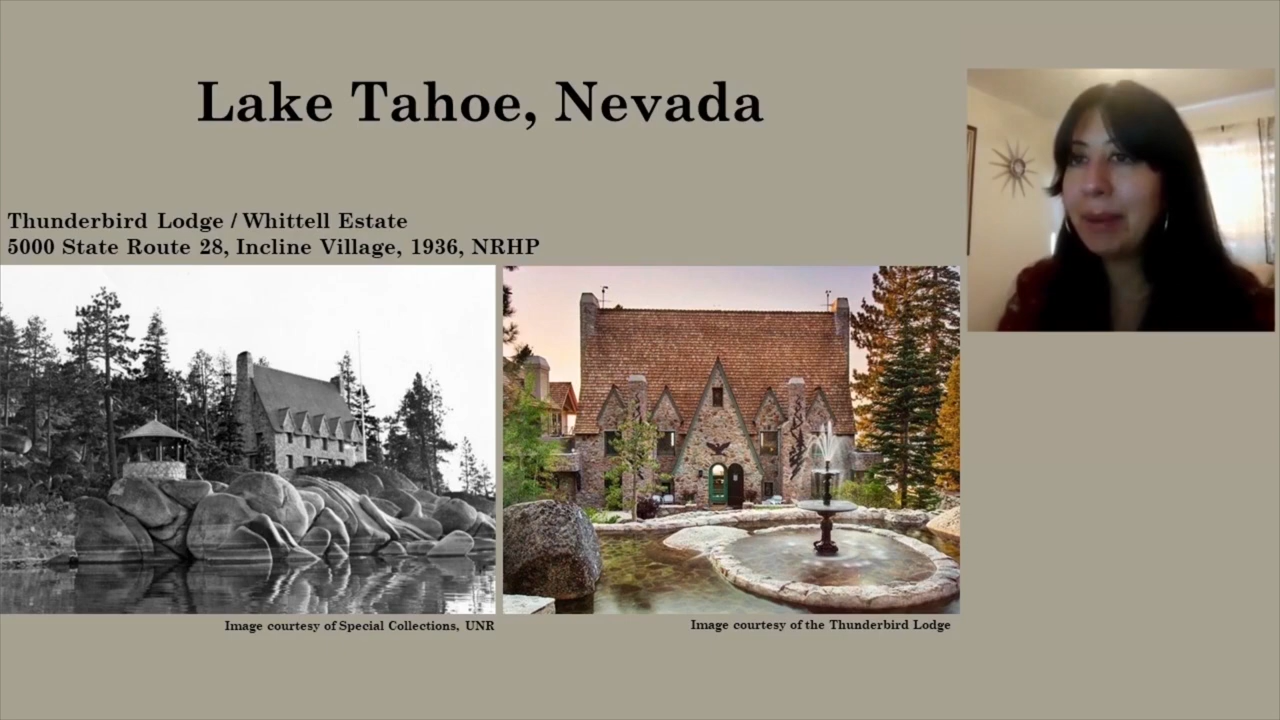 Lake Tahoe, Nevada
Thunderbird Lodge / Whittell Estate
5000 State Route 28, Incline Village, 1936, NRHP
Image courtesy of Special Collections, UNR
Image courtesy of the Thunderbird Lodge